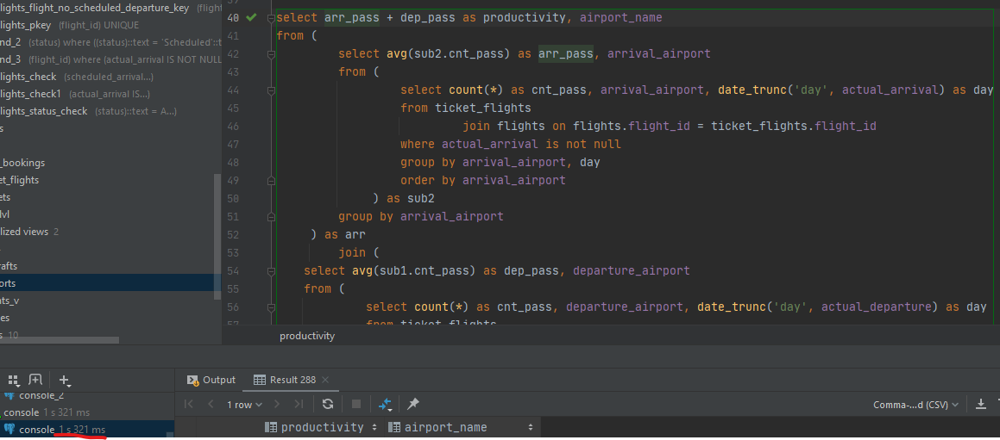 lights_flight_no_scheduled_departure_key (flight
lights_pkey (flight_id) UNIQUE
nd_2 (status) where ((status)::text = 'Scheduled'::t
nd_3 (flight_id) where (actual_arrival IS NOT NULL
lights_check (scheduled_arrival...)
lights_check1 (actual_arrival IS...)
lights_status_check (status)::text = A...)
s
_bookings
et_flights
ets
vlvl
lized views 2
rafts
orts
hts_v
es
s 10
40 select arr_pass + dep_pass as productivity, airport_name
41 from (
42 select avg(sub2.cnt_pass) as arr_pass, arrival_airport
43 from (
44 select count(*) as cnt_pass, arrival_airport, date_trunc('day', actual_arrival) as day
45 from ticket_flights
46 join flights on flights.flight_id = ticket_flights.flight_id
47 where actual_arrival is not null
48 group by arrival_airport, day
49 order by arrival_airport
50 ) as sub2
51 group by arrival_airport
52 ) as arr
53 join (
54 select avg(sub1.cnt_pass) as dep_pass, departure_airport
55 from (
56 select count(*) as cnt_pass, departure_airport, date_trunc('day', actual_departure) as day
57 from ticket_flights
productivity
Output Result 288
console_2
console 1 s 321 ms
console 1 s 321 ms
1 row
Comma-...d (CSV)
productivity airport_name